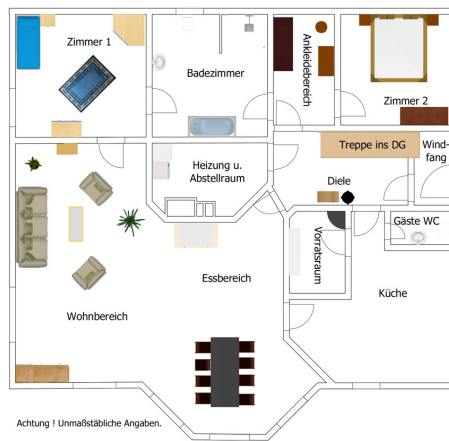 Zimmer 1
Badezimmer
Ankleidebereich
Zimmer 2
Treppe ins DG
Wind-
fang
Heizung u.
Abstellraum
Diele
Gäste WC
Vorratsraum
Essbereich
Küche
Wohnbereich
Achtung ! Unmaßstäbliche Angaben.